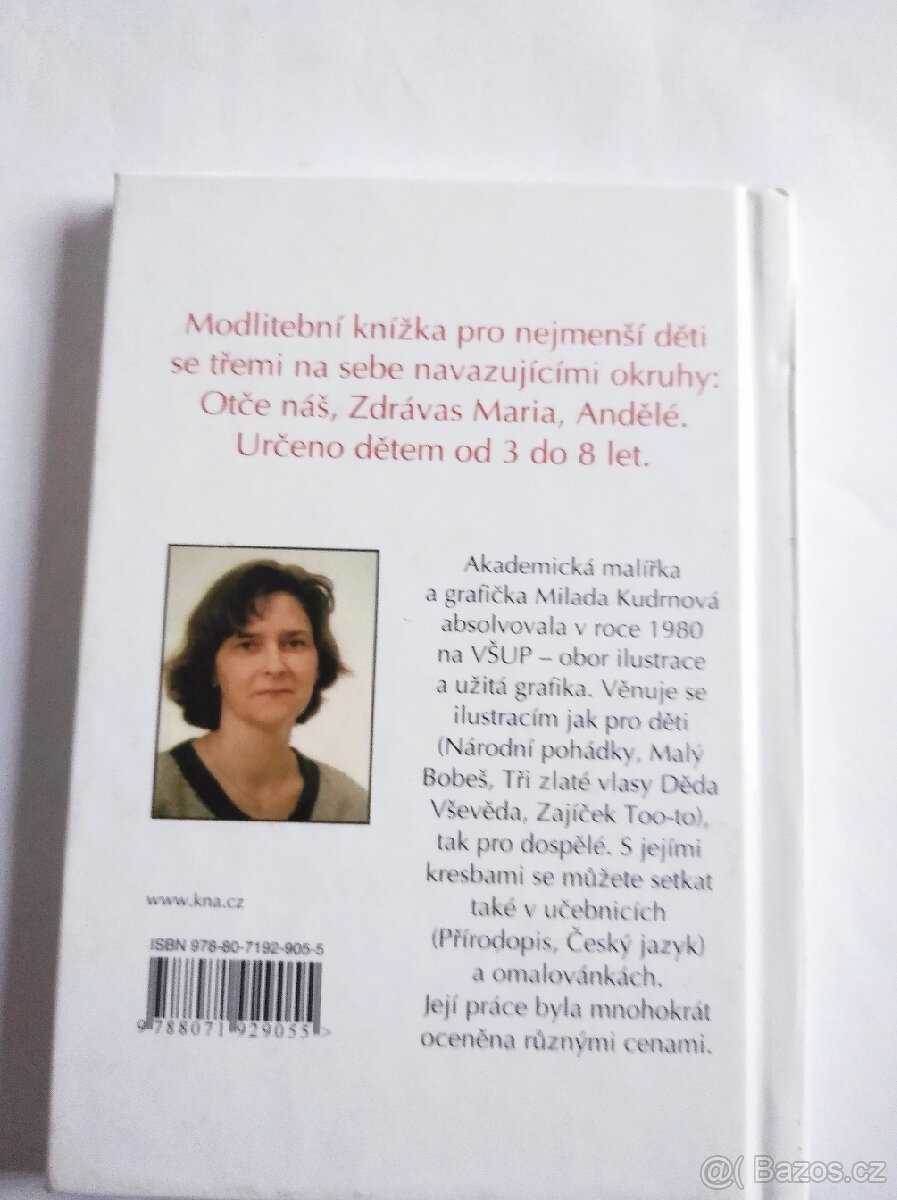 Modlitební knížka pro nejmenší děti
se třemi na sebe navazujícími okruhy:
Otče náš, Zdrávas Maria, Andělé.
Určeno dětem od 3 do 8 let.
Akademická malířka
a grafička Milada Kudrnová
absolvovala v roce 1980
na VŠUP – obor ilustrace
a užitá grafika. Věnuje se
ilustracím jak pro děti
(Národní pohádky, Malý
Bobeš, Tři zlaté vlasy Děda
Vševěda, Zajíček Too-to),
tak pro dospělé. S jejími
kresbami se můžete setkat
také v učebnicích
(Přírodopis, Český jazyk)
a omalovánkách.
Její práce byla mnohokrát
oceněna různými cenami.
www.kna.cz
ISBN 978-80-7192-905-5
9 788071 929055 >
@( Bazos.cz